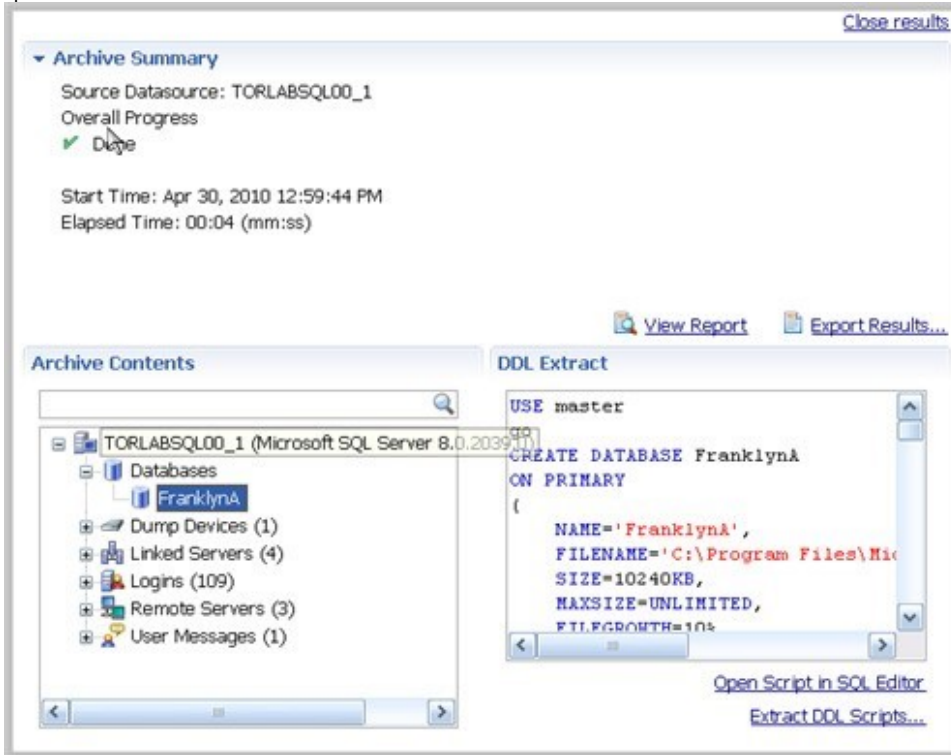 Close results
Archive Summary
Source Datasource: TORLABSQL00_1
Overall Progress
Done
Start Time: Apr 30, 2010 12:59:44 PM
Elapsed Time: 00:04 (mm:ss)
View Report
Export Results...
Archive Contents
TORLABSQL00_1 (Microsoft SQL Server 8.0.2039.0)
Databases
FranklynA
Dump Devices (1)
Linked Servers (4)
Logins (109)
Remote Servers (3)
User Messages (1)
DDL Extract
USE master
go
CREATE DATABASE FranklynA
ON PRIMARY
(
NAME='FranklynA',
FILENAME='C:\Program Files\Mic
SIZE=10240KB,
MAXSIZE=UNLIMITED,
FILEGROWTH=10%
Open Script in SQL Editor
Extract DDL Scripts...